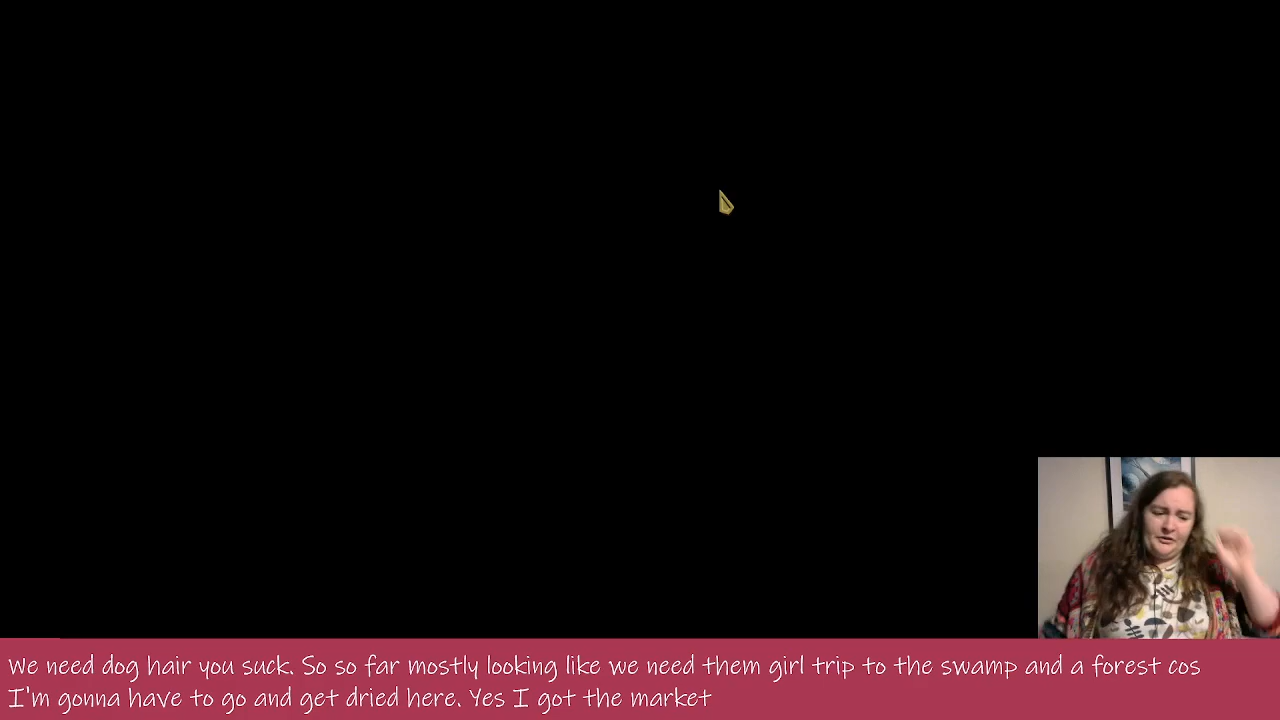 We need dog hair you suck. So so far mostly looking like we need them girl trip to the swamp and a forest cos
I'm gonna have to go and get dried here. Yes I got the market